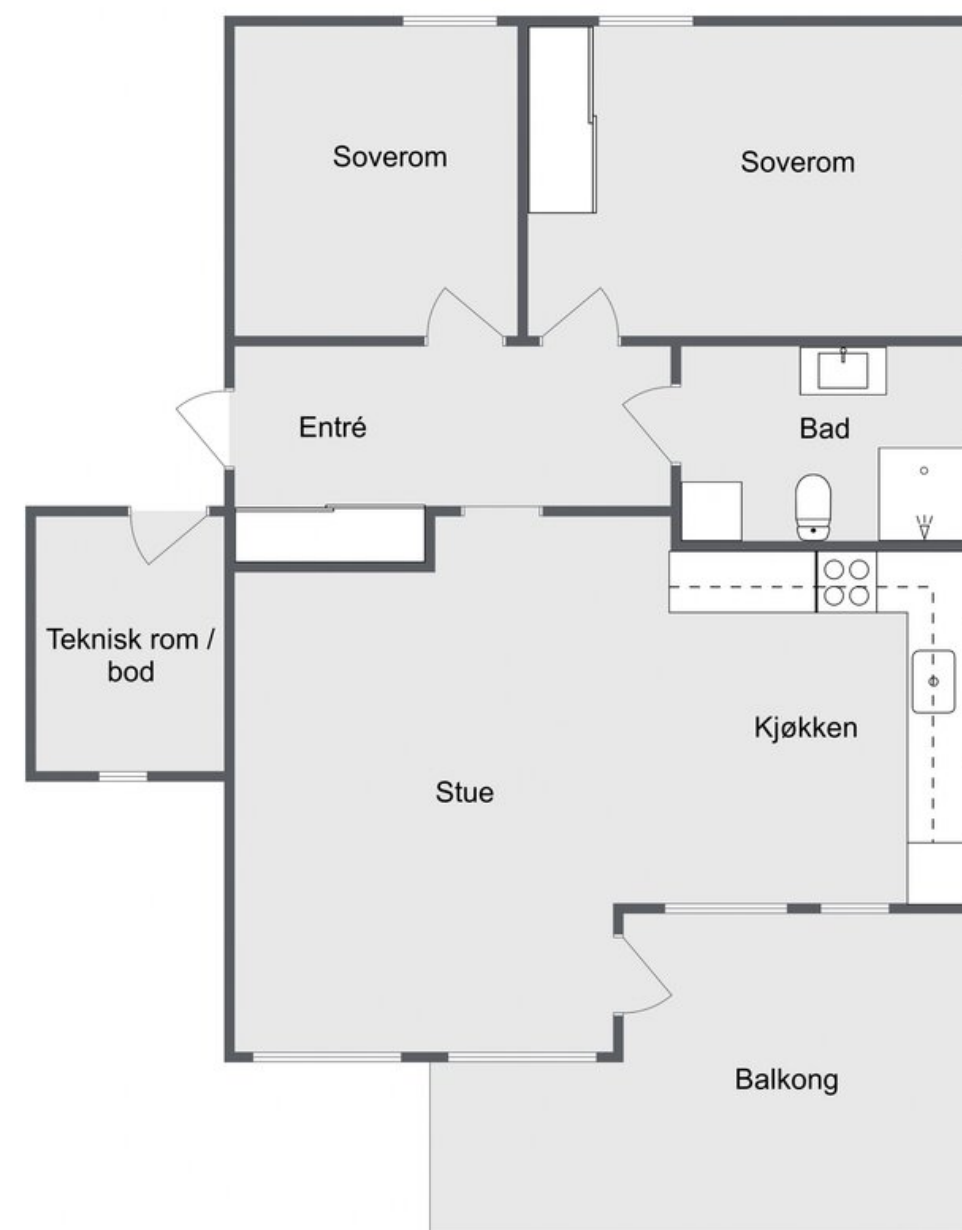 Soverom
Soverom
Entré
Bad
Teknisk rom /
bod
Kjøkken
Stue
Balkong